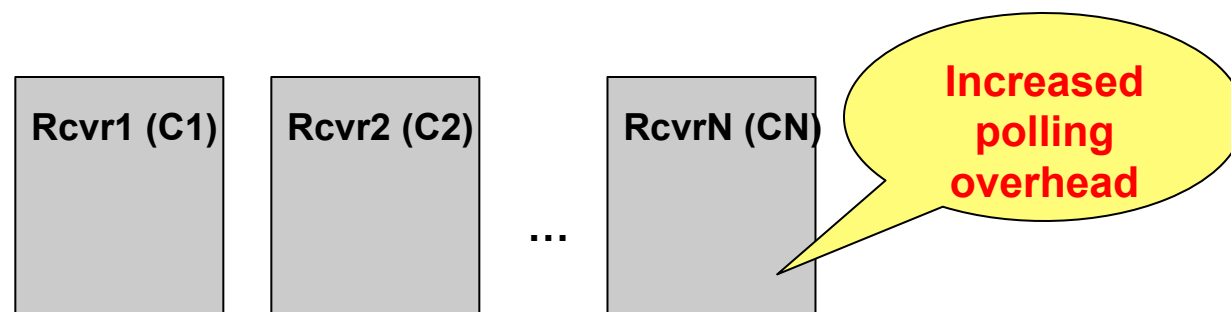 Rcvr1 (C1)
Rcvr2 (C2)
...
RcvrN (CN)
Increased
polling
overhead